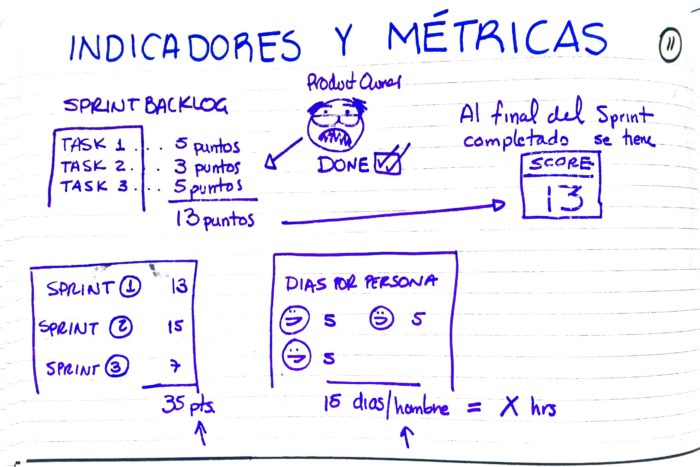 INDICADORES Y MÉTRICAS
11
SPRINT BACKLOG
TASK 1 . . . 5 puntos
TASK 2 . . . 3 puntos
TASK 3 . . . 5 puntos
13 puntos
Product Owner
DONE
Al final del Sprint
completado se tiene
SCORE
13
SPRINT 1 13
SPRINT 2 15
SPRINT 3 7
35 pts.
DIAS POR PERSONA
5 5
5
15 dias/hombre = X hrs